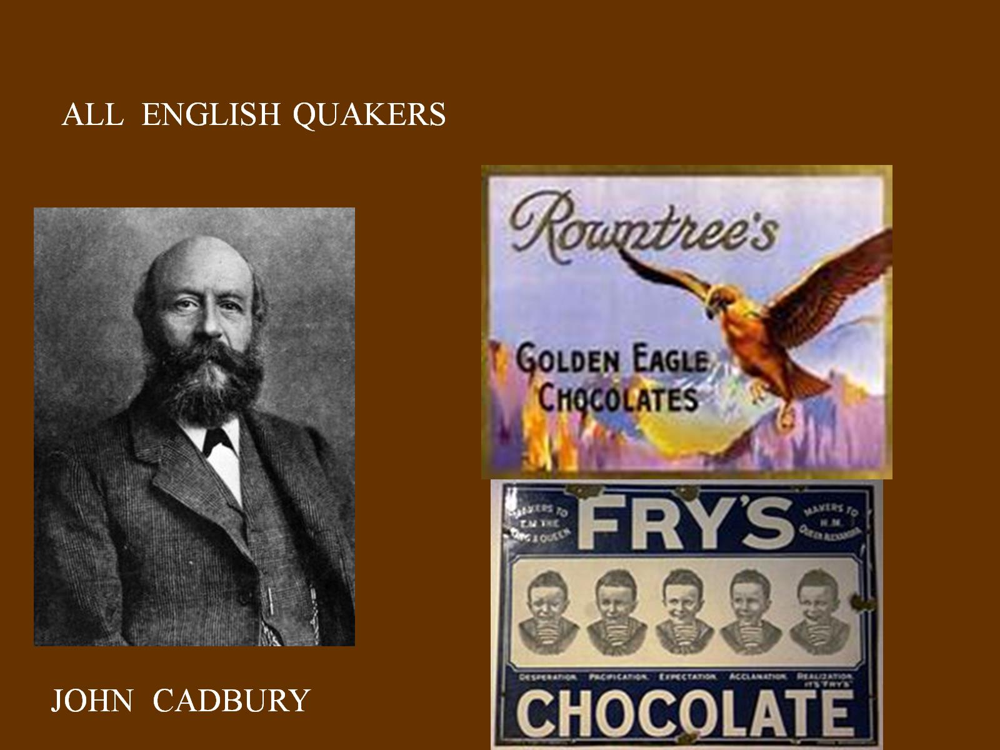 ALL ENGLISH QUAKERS
Rowntree's
GOLDEN EAGLE
CHOCOLATES
FRY'S
MAKERS TO
H.M. THE
KING & QUEEN
MAKERS TO
H.M.
QUEEN ALEXANDRA
DESPERATION. PACIFICATION. EXPECTATION. ACCLAMATION. REALIZATION.
IT'S "FRY'S"
CHOCOLATE
JOHN CADBURY